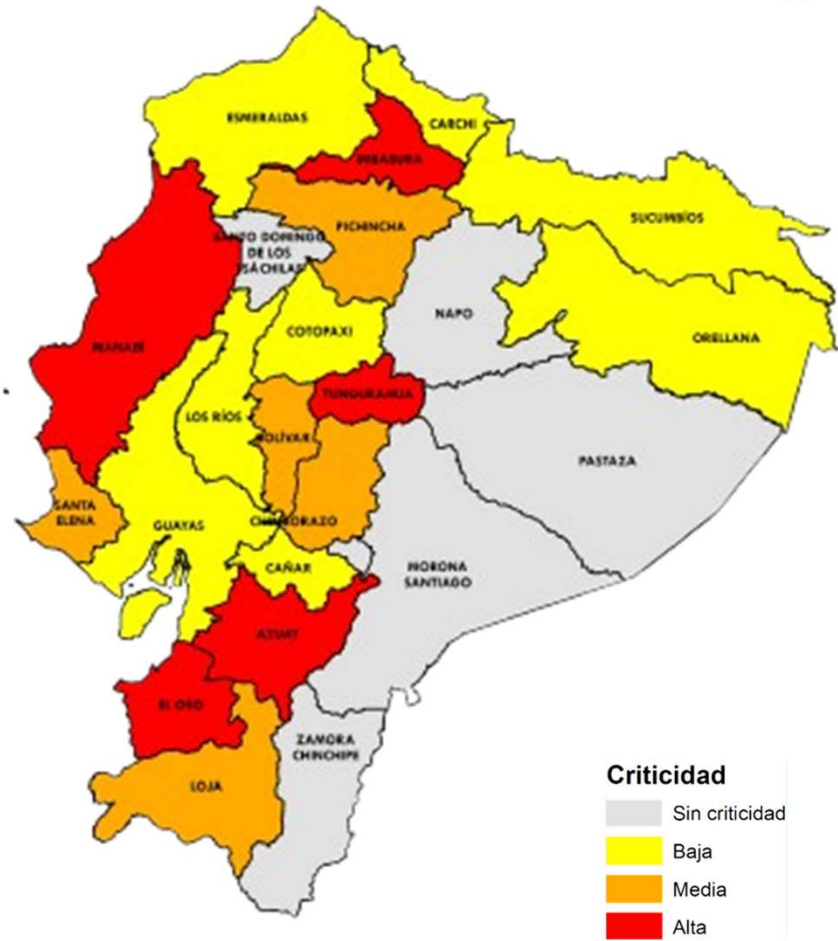 ESMERALDAS
CARCHI
IMBABURA
SUCUMBÍOS
PICHINCHA
SANTO DOMINGO
DE LOS
TSÁCHILAS
NAPO
COTOPAXI
ORELLANA
MANABÍ
TUNGURAHUA
LOS RÍOS
BOLÍVAR
PASTAZA
SANTA
ELENA
GUAYAS
CHIMBORAZO
CAÑAR
MORONA
SANTIAGO
AZUAY
EL ORO
ZAMORA
CHINCHIPE
LOJA
Criticidad
Sin criticidad
Baja
Media
Alta